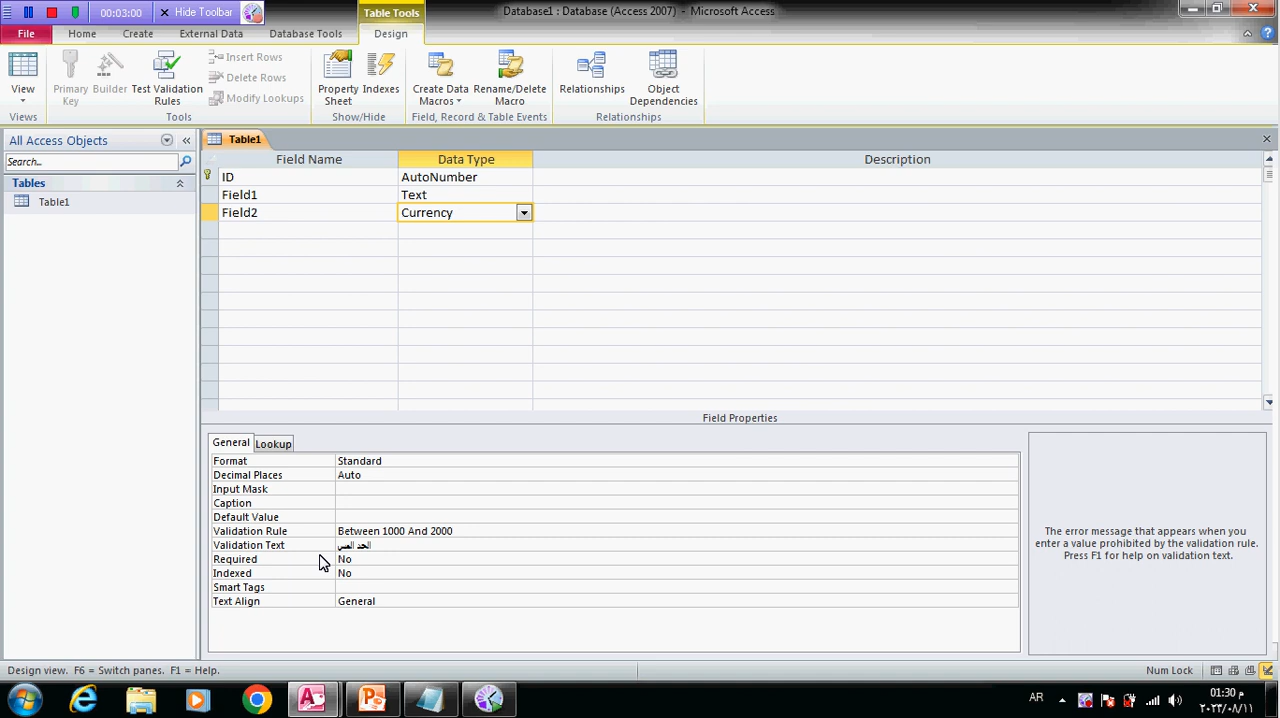 00:03:00
Hide Toolbar
Table Tools
Database1 : Database (Access 2007) - Microsoft Access
File
Home
Create
External Data
Database Tools
Design
View
Primary Key
Builder
Test Validation Rules
Insert Rows
Delete Rows
Modify Lookups
Property Sheet
Indexes
Create Data Macros
Rename/Delete Macro
Relationships
Object Dependencies
Views
Tools
Show/Hide
Field, Record & Table Events
Relationships
All Access Objects
Search...
Tables
Table1
Table1
Field Name Data Type Description
ID AutoNumber
Field1 Text
Field2 Currency
Field Properties
General Lookup
Format Standard
Decimal Places Auto
Input Mask
Caption
Default Value
Validation Rule Between 1000 And 2000
Validation Text الحد
Required No
Indexed No
Smart Tags
Text Align General
The error message that appears when you
enter a value prohibited by the validation rule.
Press F1 for help on validation text.
Design view. F6 = Switch panes. F1 = Help.
Num Lock
AR
01:30 م
٢٠٢٣/٠٨/١١